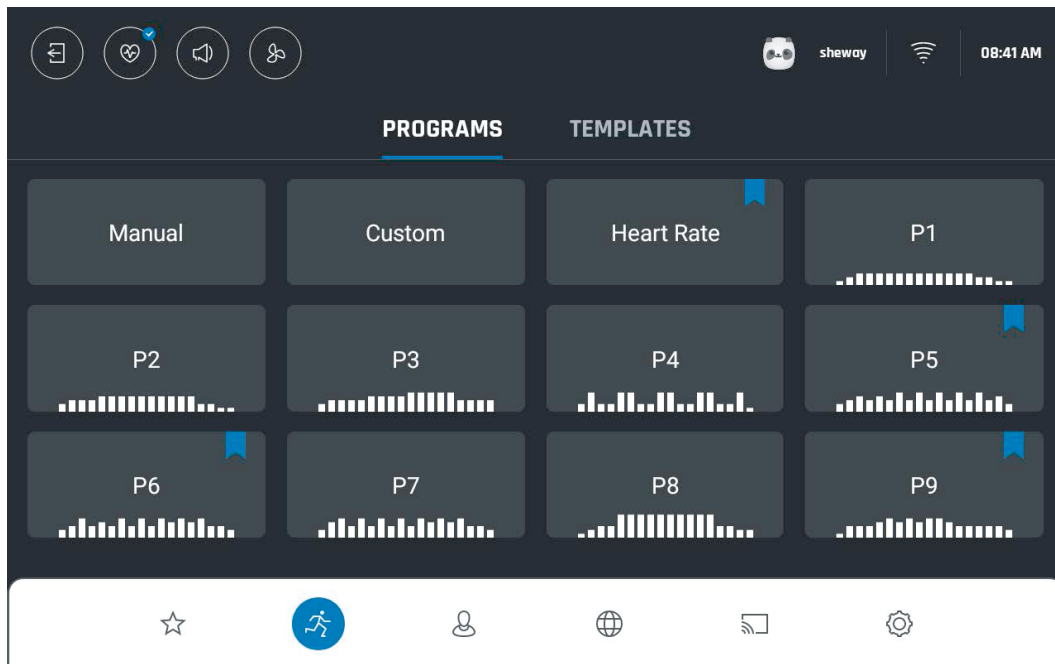 sheway 08:41 AM
PROGRAMS TEMPLATES
Manual Custom Heart Rate P1
P2 P3 P4 P5
P6 P7 P8 P9